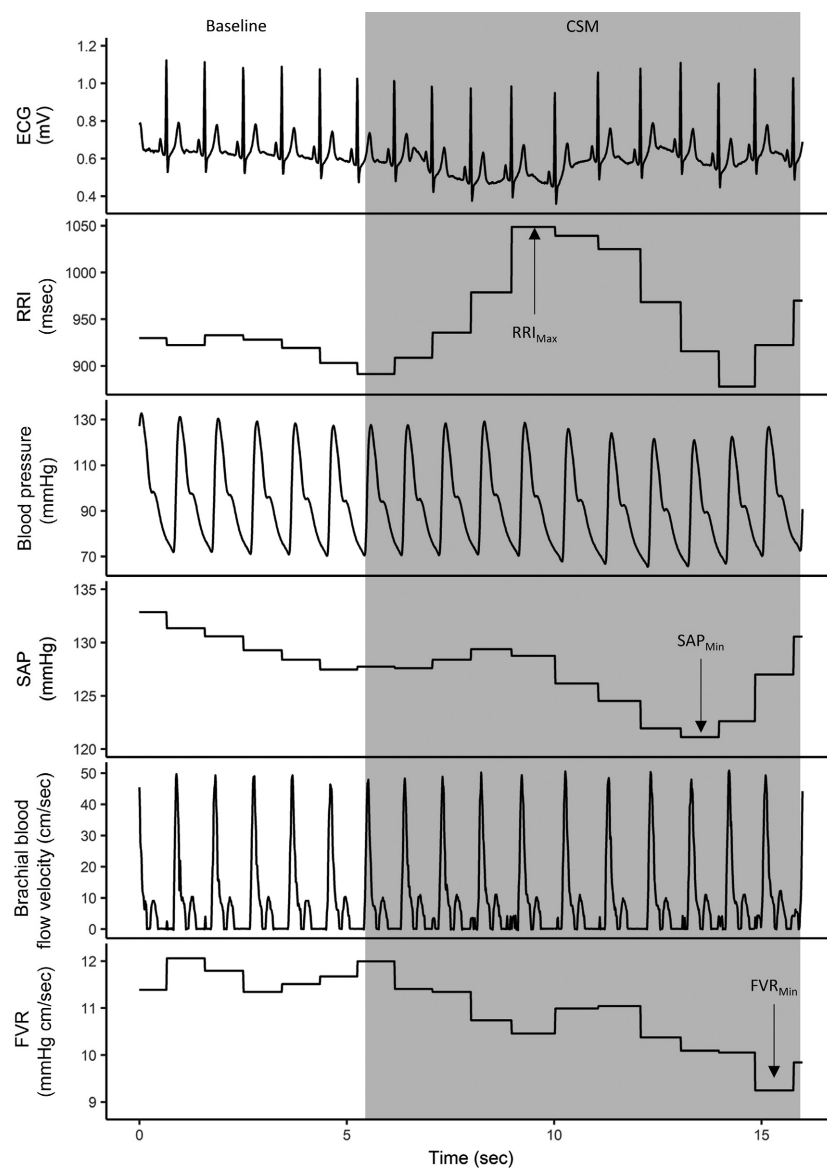 Baseline CSM
ECG
(mV)
1.2
1.0
0.8
0.6
0.4
RRI
(msec)
1050
1000
950
900
RRIMax
Blood pressure
(mmHg)
130
110
90
70
SAP
(mmHg)
135
130
125
120
SAPMin
Brachial blood
flow velocity (cm/sec)
50
40
30
20
10
0
FVR
(mmHg cm/sec)
12
11
10
9
FVRMin
0 5 10 15
Time (sec)